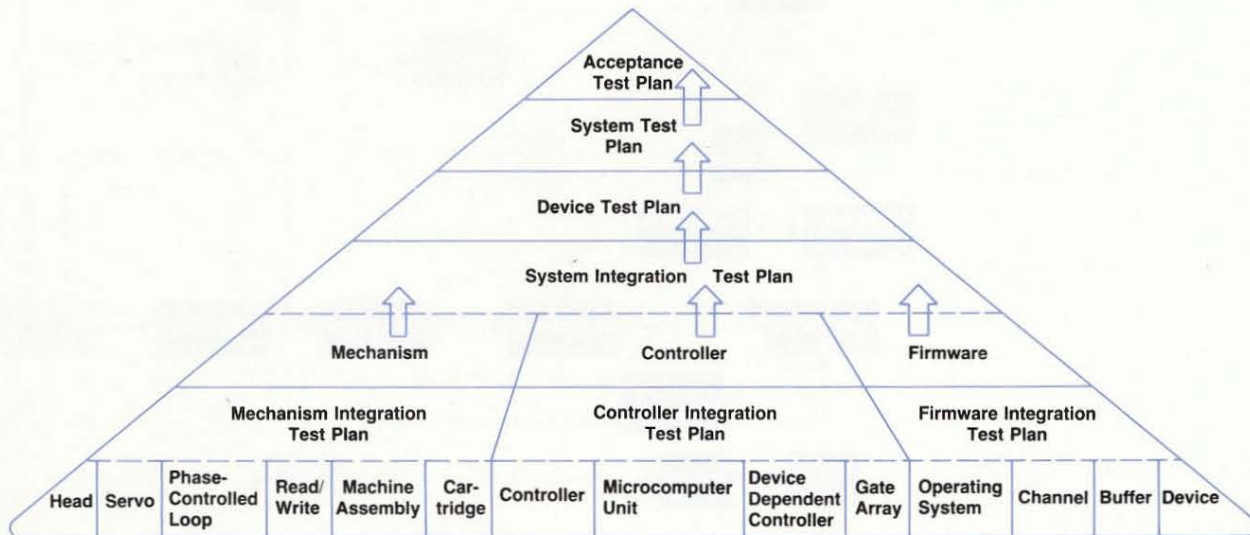 Acceptance
Test Plan
System Test
Plan
Device Test Plan
System Integration Test Plan
Mechanism
Controller
Firmware
Mechanism Integration
Test Plan
Controller Integration
Test Plan
Firmware Integration
Test Plan
Head
Servo
Phase-
Controlled
Loop
Read/
Write
Machine
Assembly
Car-
tridge
Controller
Microcomputer
Unit
Device
Dependent
Controller
Gate
Array
Operating
System
Channel
Buffer
Device